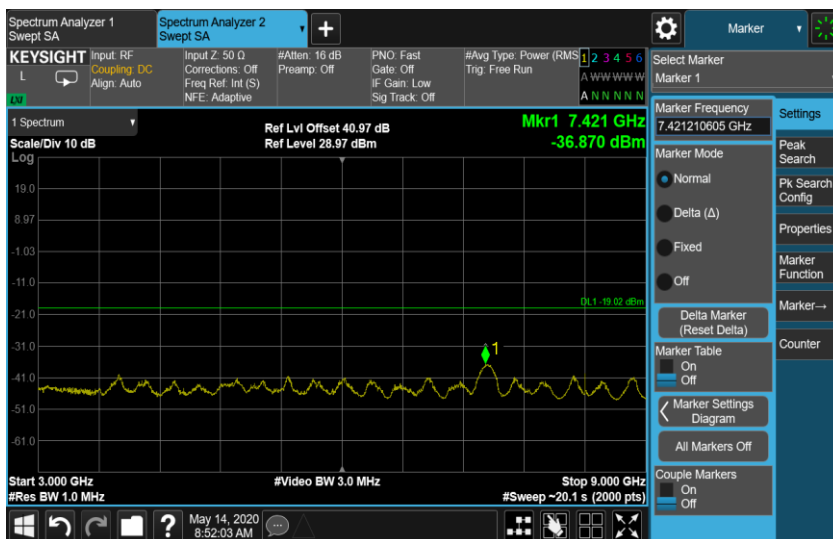 Spectrum Analyzer 1
Swept SA
Spectrum Analyzer 2
Swept SA
Marker
KEYSIGHT
L
LXI
Input: RF
Coupling: DC
Align: Auto
Input Z: 50 Ω
Corrections: Off
Freq Ref: Int (S)
NFE: Adaptive
#Atten: 16 dB
Preamp: Off
PNO: Fast
Gate: Off
IF Gain: Low
Sig Track: Off
#Avg Type: Power (RMS
Trig: Free Run
1 2 3 4 5 6
A W W W W W
A N N N N N
Select Marker
Marker 1
1 Spectrum
Scale/Div 10 dB
Log
Ref Lvl Offset 40.97 dB
Ref Level 28.97 dBm
Mkr1 7.421 GHz
-36.870 dBm
19.0
8.97
-1.03
-11.0
-21.0
-31.0
-41.0
-51.0
-61.0
DL1 -19.02 dBm
1
Start 3.000 GHz
#Res BW 1.0 MHz
#Video BW 3.0 MHz
Stop 9.000 GHz
#Sweep ~20.1 s (2000 pts)
Marker Frequency
7.421210605 GHz
Marker Mode
Normal
Delta (Δ)
Fixed
Off
Delta Marker
(Reset Delta)
Marker Table
On
Off
Marker Settings
Diagram
All Markers Off
Couple Markers
On
Off
Settings
Peak
Search
Pk Search
Config
Properties
Marker
Function
Marker→
Counter
?
May 14, 2020
8:52:03 AM